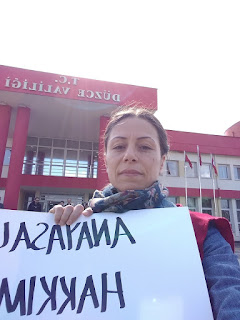 T.C.
DÜZCE VALİLİĞİ
ANAYASAL
HAKKIM